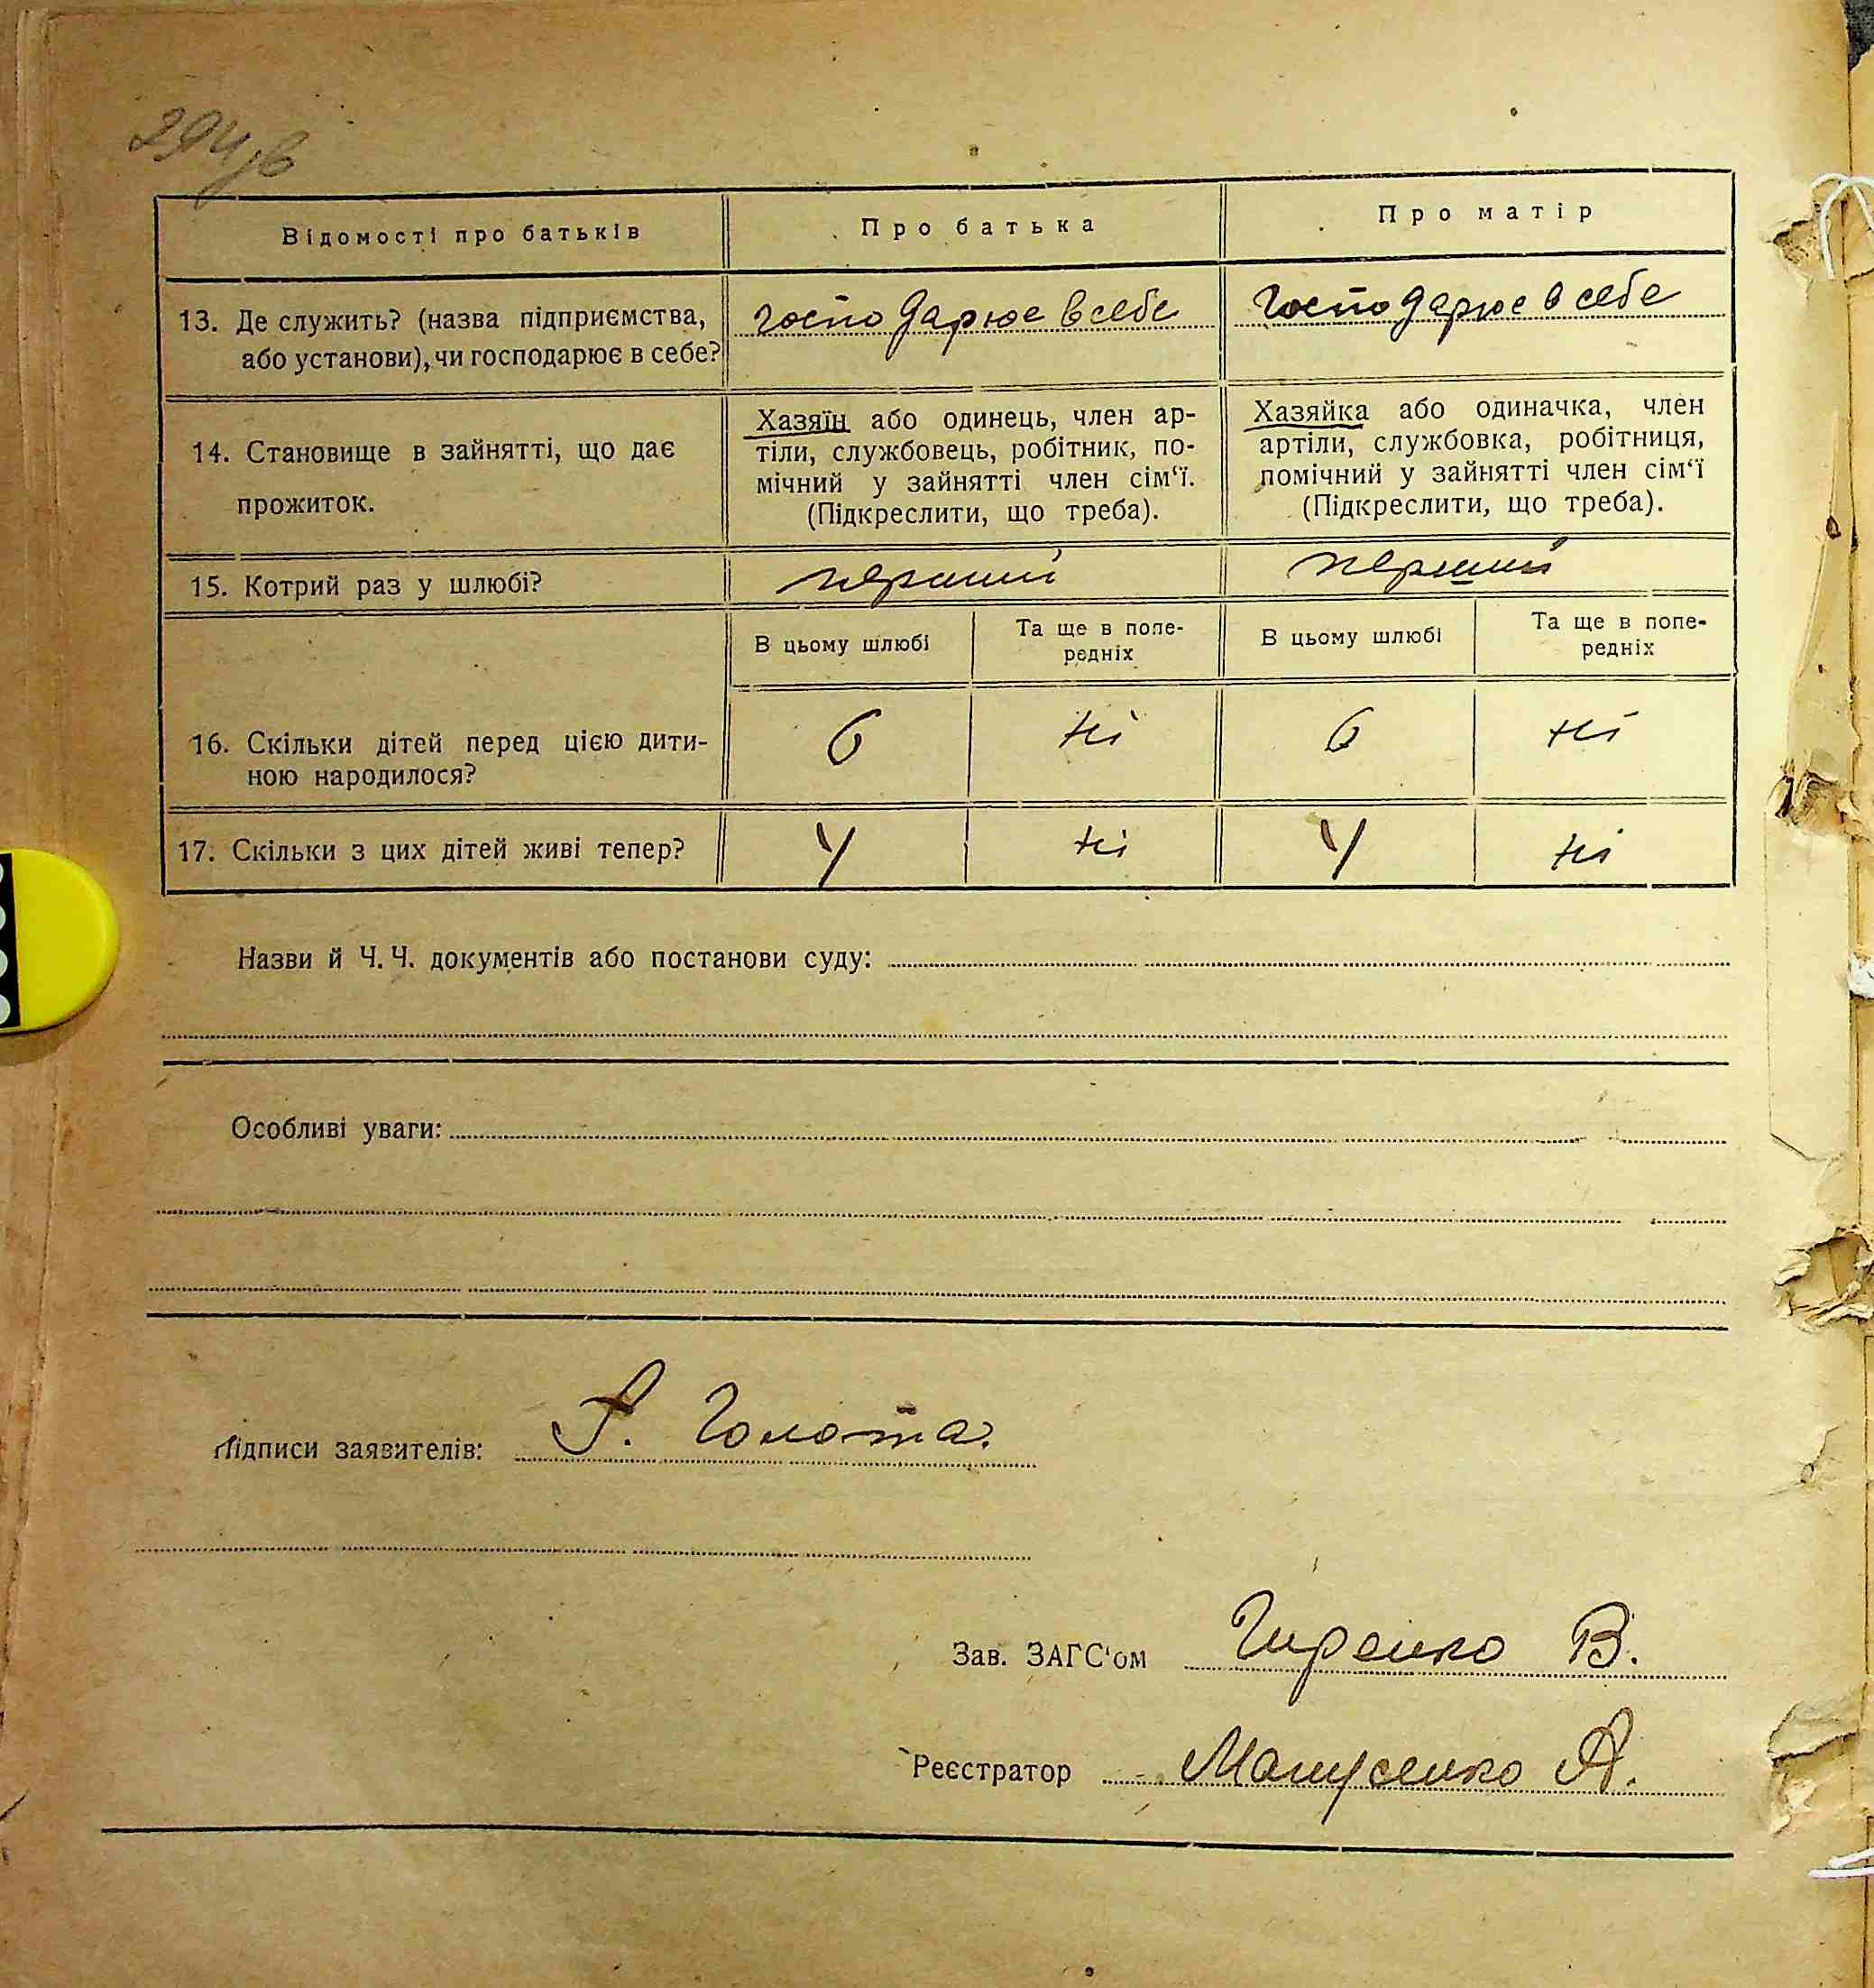 Відомості про батьків
Про батька
Про матір
13. Де служить? (назва підприємства,
або установи), чи господарює в себе?
господарює в себе
господарює в себе
14. Становище в зайнятті, що дає
прожиток.
Хазяїн або одинець, член ар-
тіли, службовець, робітник, по-
мічний у зайнятті член сім‘ї.
(Підкреслити, що треба).
Хазяйка або одиначка, член
артіли, службовка, робітниця,
помічний у зайнятті член сім‘ї
(Підкреслити, що треба).
15. Котрий раз у шлюбі?
перший
перший
В цьому шлюбі
Та ще в попе-
редніх
В цьому шлюбі
Та ще в попе-
редніх
16. Скільки дітей перед цією дити-
ною народилося?
6
ні
6
ні
17. Скільки з цих дітей живі тепер?
4
ні
4
ні
Назви й Ч. Ч. документів або постанови суду:
Особливі уваги:
Підписи заявителів:
Голота
Зав. ЗАГС‘ом
Гиренко В.
Реєстратор
Манусенко А.